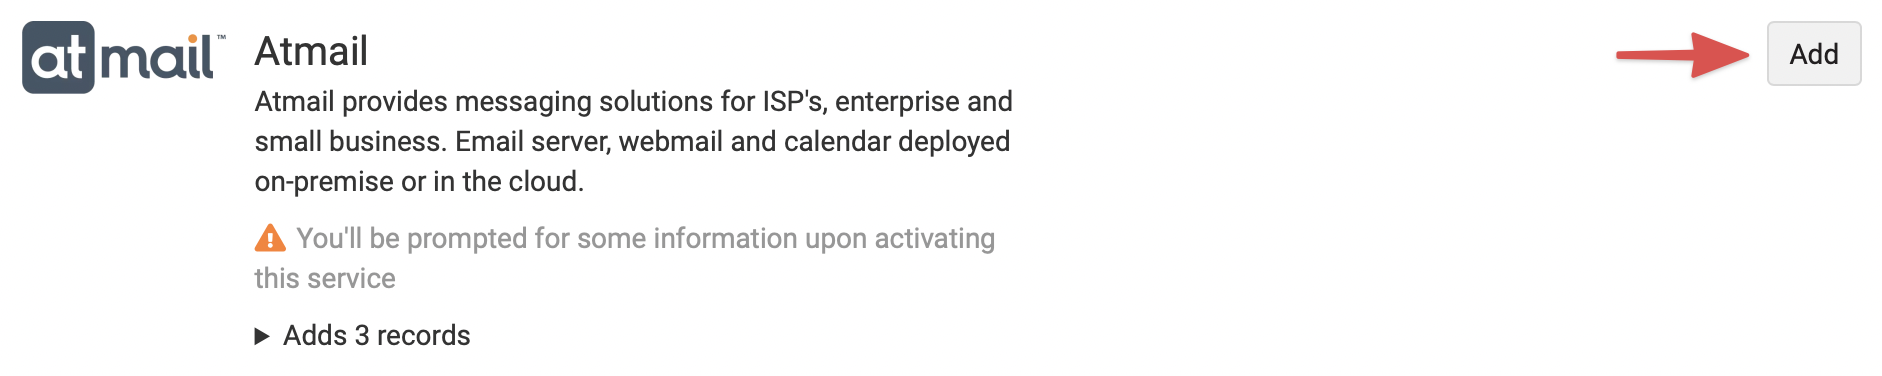 atmail™
Atmail
Add
Atmail provides messaging solutions for ISP's, enterprise and
small business. Email server, webmail and calendar deployed
on-premise or in the cloud.
You'll be prompted for some information upon activating
this service
Adds 3 records